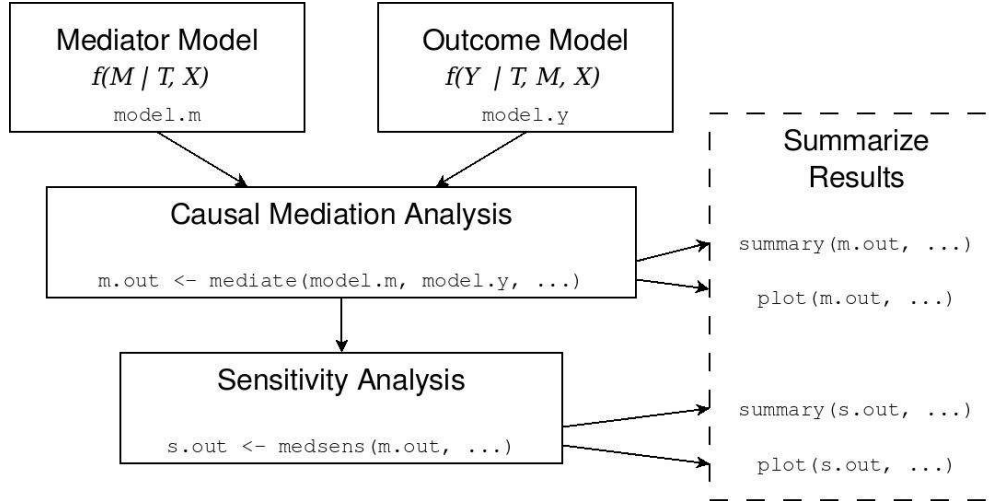 Mediator Model
f(M | T, X)
model.m
Outcome Model
f(Y | T, M, X)
model.y
Causal Mediation Analysis
m.out <- mediate(model.m, model.y, ...)
Sensitivity Analysis
s.out <- medsens(m.out, ...)
Summarize
Results
summary(m.out, ...)
plot(m.out, ...)
summary(s.out, ...)
plot(s.out, ...)